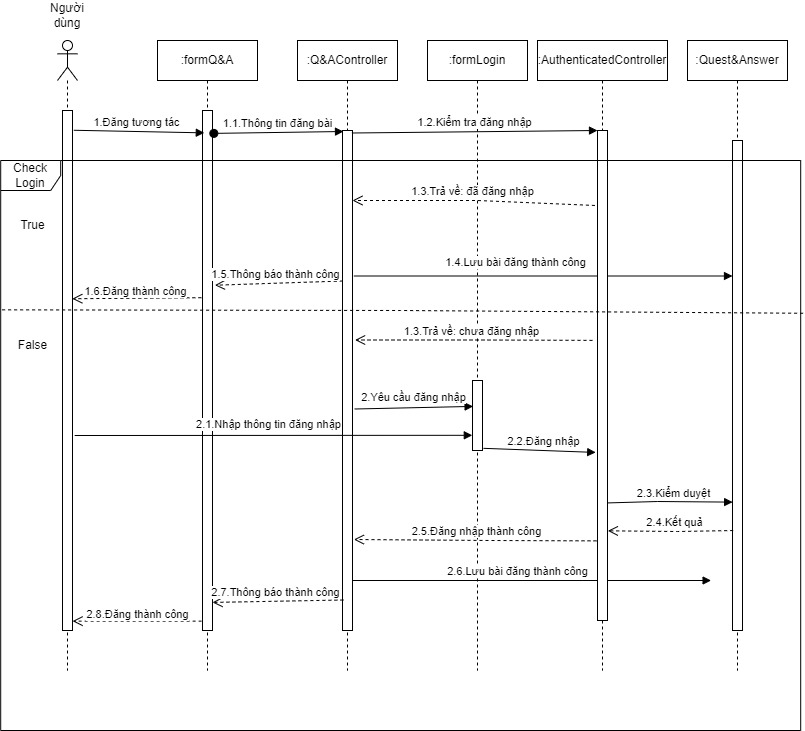 Người
dùng
:formQ&A
:Q&AController
:formLogin
:AuthenticatedController
:Quest&Answer
1.Đăng tương tác
1.1.Thông tin đăng bài
1.2.Kiểm tra đăng nhập
Check
Login
1.3.Trả về: đã đăng nhập
True
1.4.Lưu bài đăng thành công
1.5.Thông báo thành công
1.6.Đăng thành công
1.3.Trả về: chưa đăng nhập
False
2.Yêu cầu đăng nhập
2.1.Nhập thông tin đăng nhập
2.2.Đăng nhập
2.3.Kiểm duyệt
2.4.Kết quả
2.5.Đăng nhập thành công
2.6.Lưu bài đăng thành công
2.7.Thông báo thành công
2.8.Đăng thành công